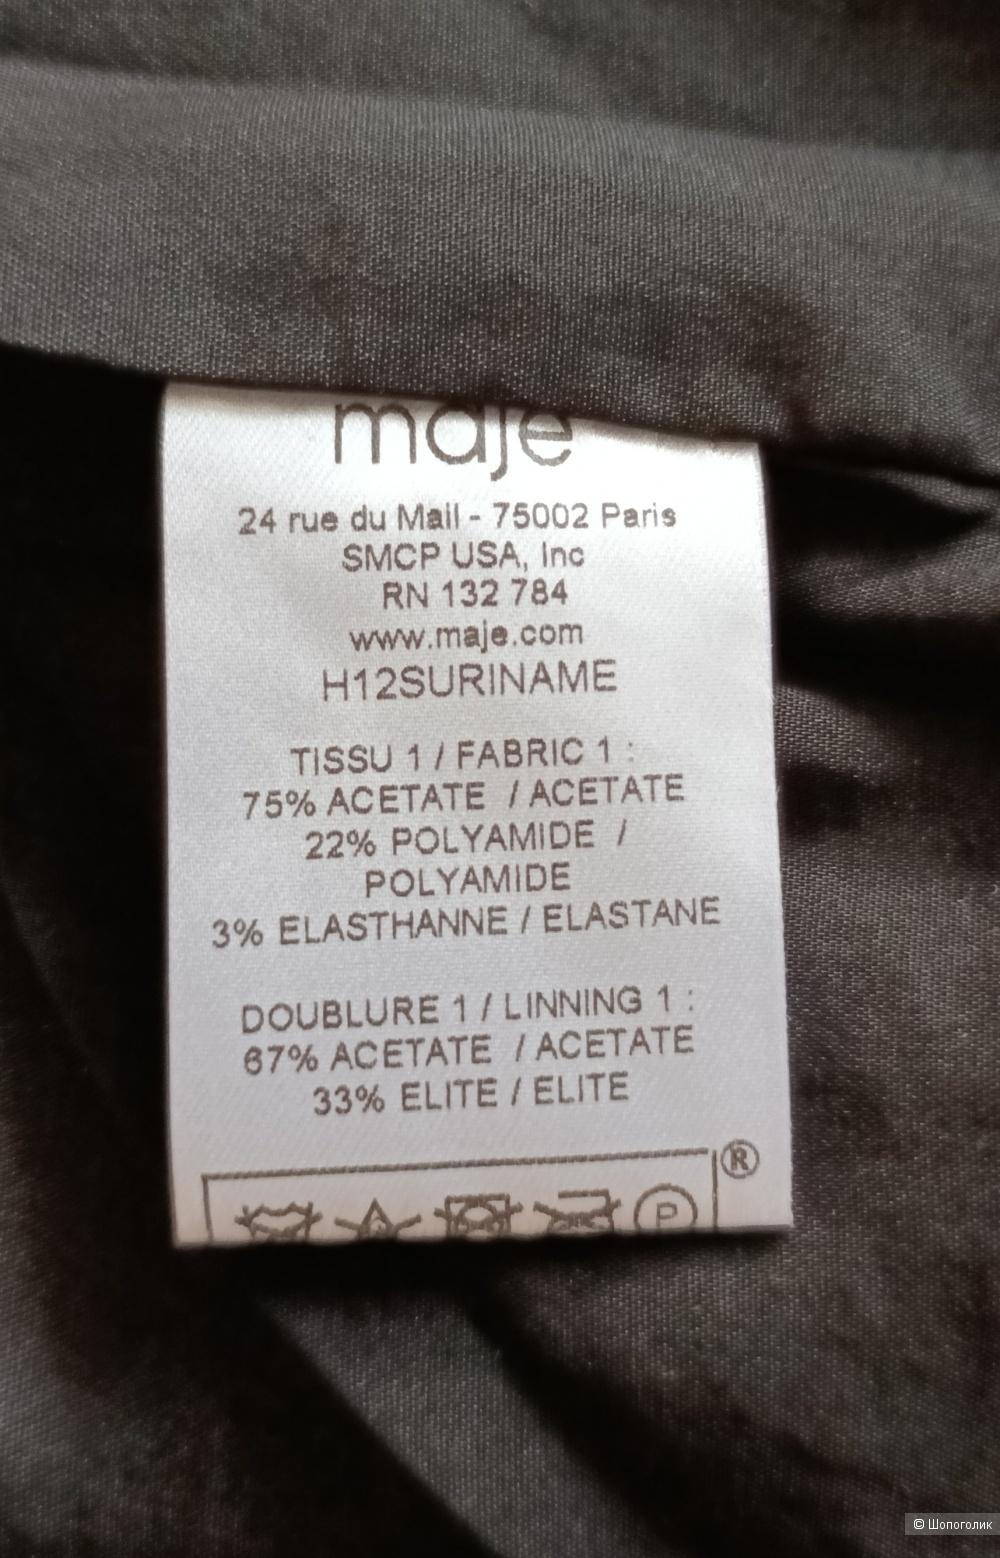 maje
24 rue du Mail - 75002 Paris
SMCP USA, Inc
RN 132 784
www.maje.com
H12SURINAME
TISSU 1 / FABRIC 1 :
75% ACETATE / ACETATE
22% POLYAMIDE /
POLYAMIDE
3% ELASTHANNE / ELASTANE
DOUBLURE 1 / LINNING 1 :
67% ACETATE / ACETATE
33% ELITE / ELITE
®
P
© Шопоголик